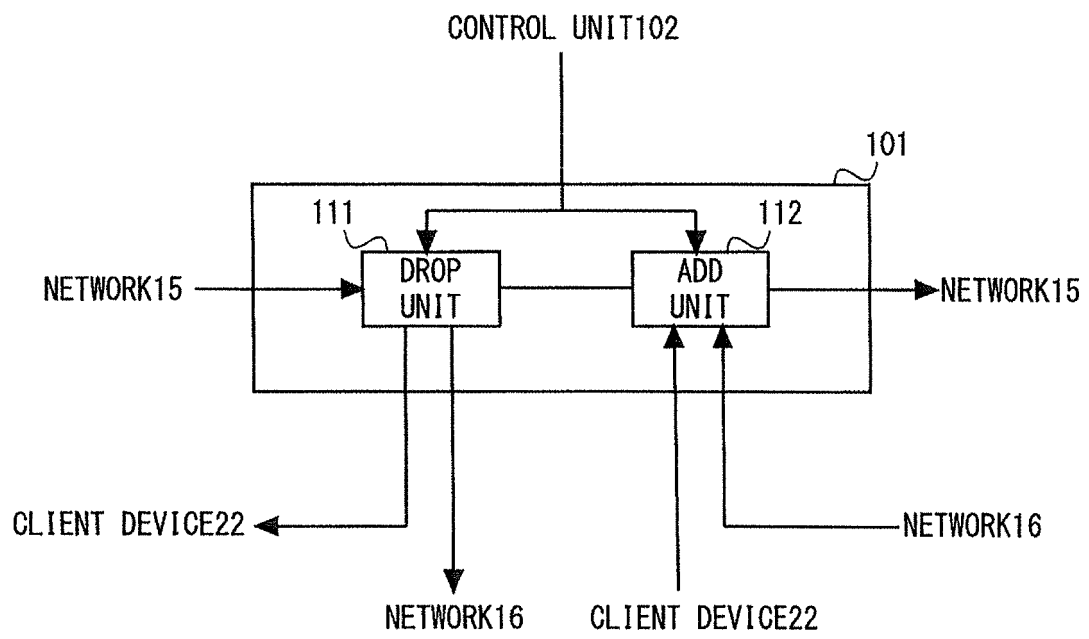 CONTROL UNIT102
101
111
112
NETWORK15
DROP
UNIT
ADD
UNIT
NETWORK15
CLIENT DEVICE22
NETWORK16
NETWORK16
CLIENT DEVICE22